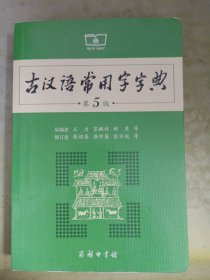 古汉语常用字字典
第5版
原编者 王力 岑麒祥 林焘 等
修订者 蒋绍愚 唐作藩 张万起 等
商务印书馆